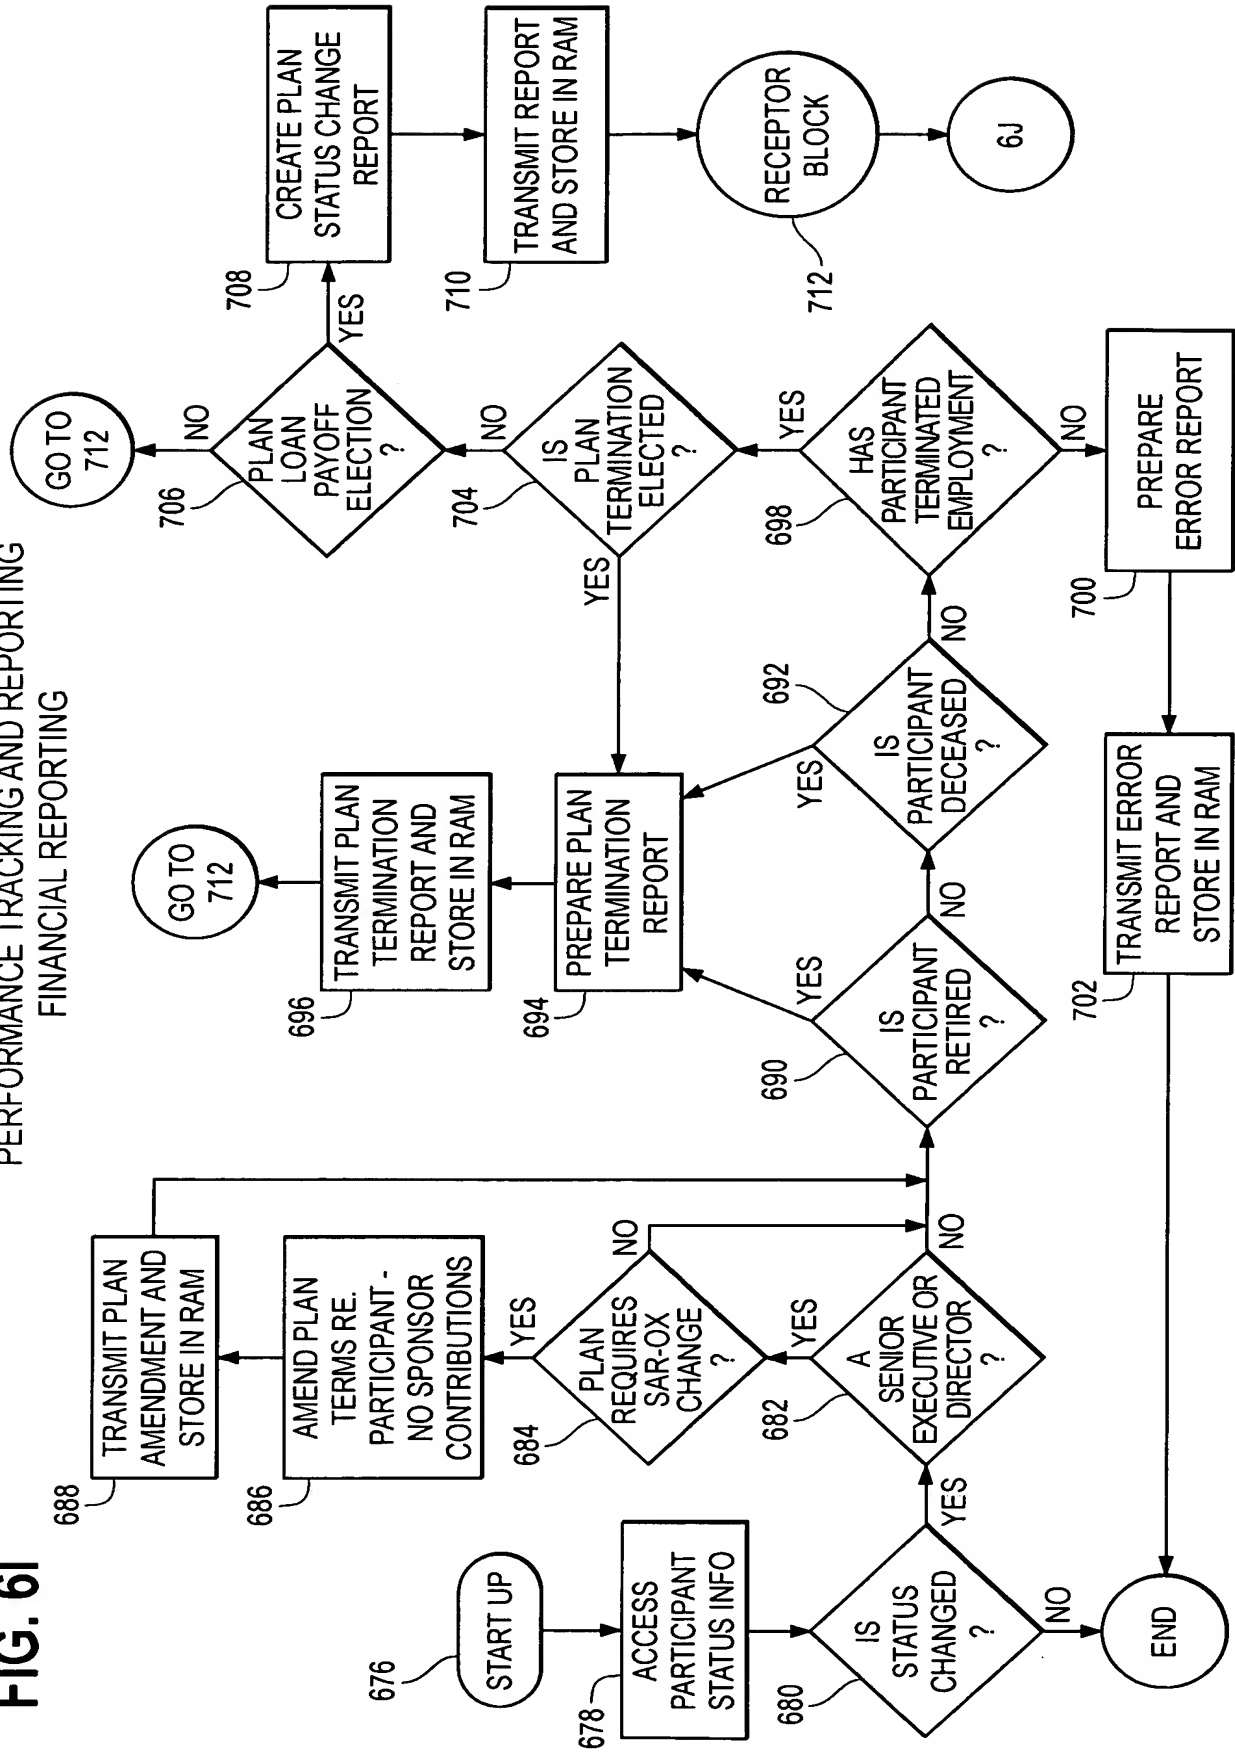 FIG. 6I
PERFORMANCE TRACKING AND REPORTING
FINANCIAL REPORTING
676
START UP
678
ACCESS
PARTICIPANT
STATUS INFO
680
IS
STATUS
CHANGED
?
NO
END
YES
682
A
SENIOR
EXECUTIVE OR
DIRECTOR
?
NO
YES
684
PLAN
REQUIRES
SAR-OX
CHANGE
?
NO
YES
686
AMEND PLAN
TERMS RE.
PARTICIPANT -
NO SPONSOR
CONTRIBUTIONS
688
TRANSMIT PLAN
AMENDMENT AND
STORE IN RAM
690
IS
PARTICIPANT
RETIRED
?
YES
NO
692
IS
PARTICIPANT
DECEASED
?
YES
NO
694
PREPARE PLAN
TERMINATION
REPORT
696
TRANSMIT PLAN
TERMINATION
REPORT AND
STORE IN RAM
GO TO
712
698
HAS
PARTICIPANT
TERMINATED
EMPLOYMENT
?
NO
YES
700
PREPARE
ERROR REPORT
702
TRANSMIT ERROR
REPORT AND
STORE IN RAM
704
IS
PLAN
TERMINATION
ELECTED
?
YES
NO
706
PLAN
LOAN
PAYOFF
ELECTION
?
NO
GO TO
712
YES
708
CREATE PLAN
STATUS CHANGE
REPORT
710
TRANSMIT REPORT
AND STORE IN RAM
712
RECEPTOR
BLOCK
6J